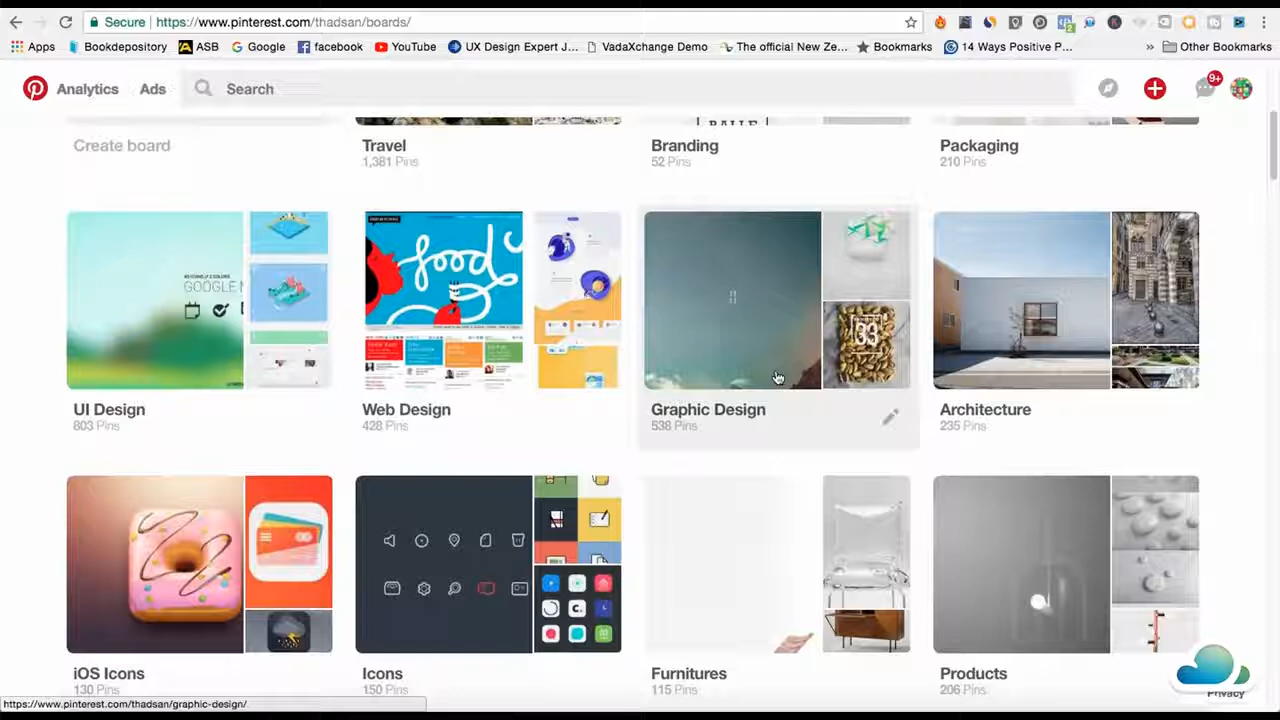 Secure https://www.pinterest.com/thadsan/boards/
2
Apps Bookdepository ASB Google facebook YouTube UX Design Expert J... VadaXchange Demo The official New Ze... Bookmarks 14 Ways Positive P... » Other Bookmarks
Analytics Ads Search 9+
Create board Travel Branding Packaging
1,381 Pins 52 Pins 210 Pins
GOOGLE
food
33
UI Design Web Design Graphic Design Architecture
803 Pins 428 Pins 538 Pins 235 Pins
iOS Icons Icons Furnitures Products
130 Pins 150 Pins 115 Pins 206 Pins
Privacy
https://www.pinterest.com/thadsan/graphic-design/